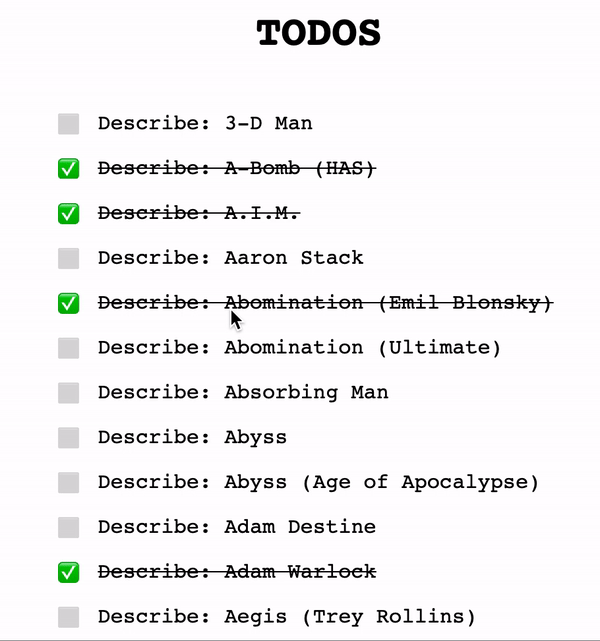 TODOS
Describe: 3-D Man
Describe: A-Bomb (HAS)
Describe: A.I.M.
Describe: Aaron Stack
Describe: Abomination (Emil Blonsky)
Describe: Abomination (Ultimate)
Describe: Absorbing Man
Describe: Abyss
Describe: Abyss (Age of Apocalypse)
Describe: Adam Destine
Describe: Adam Warlock
Describe: Aegis (Trey Rollins)